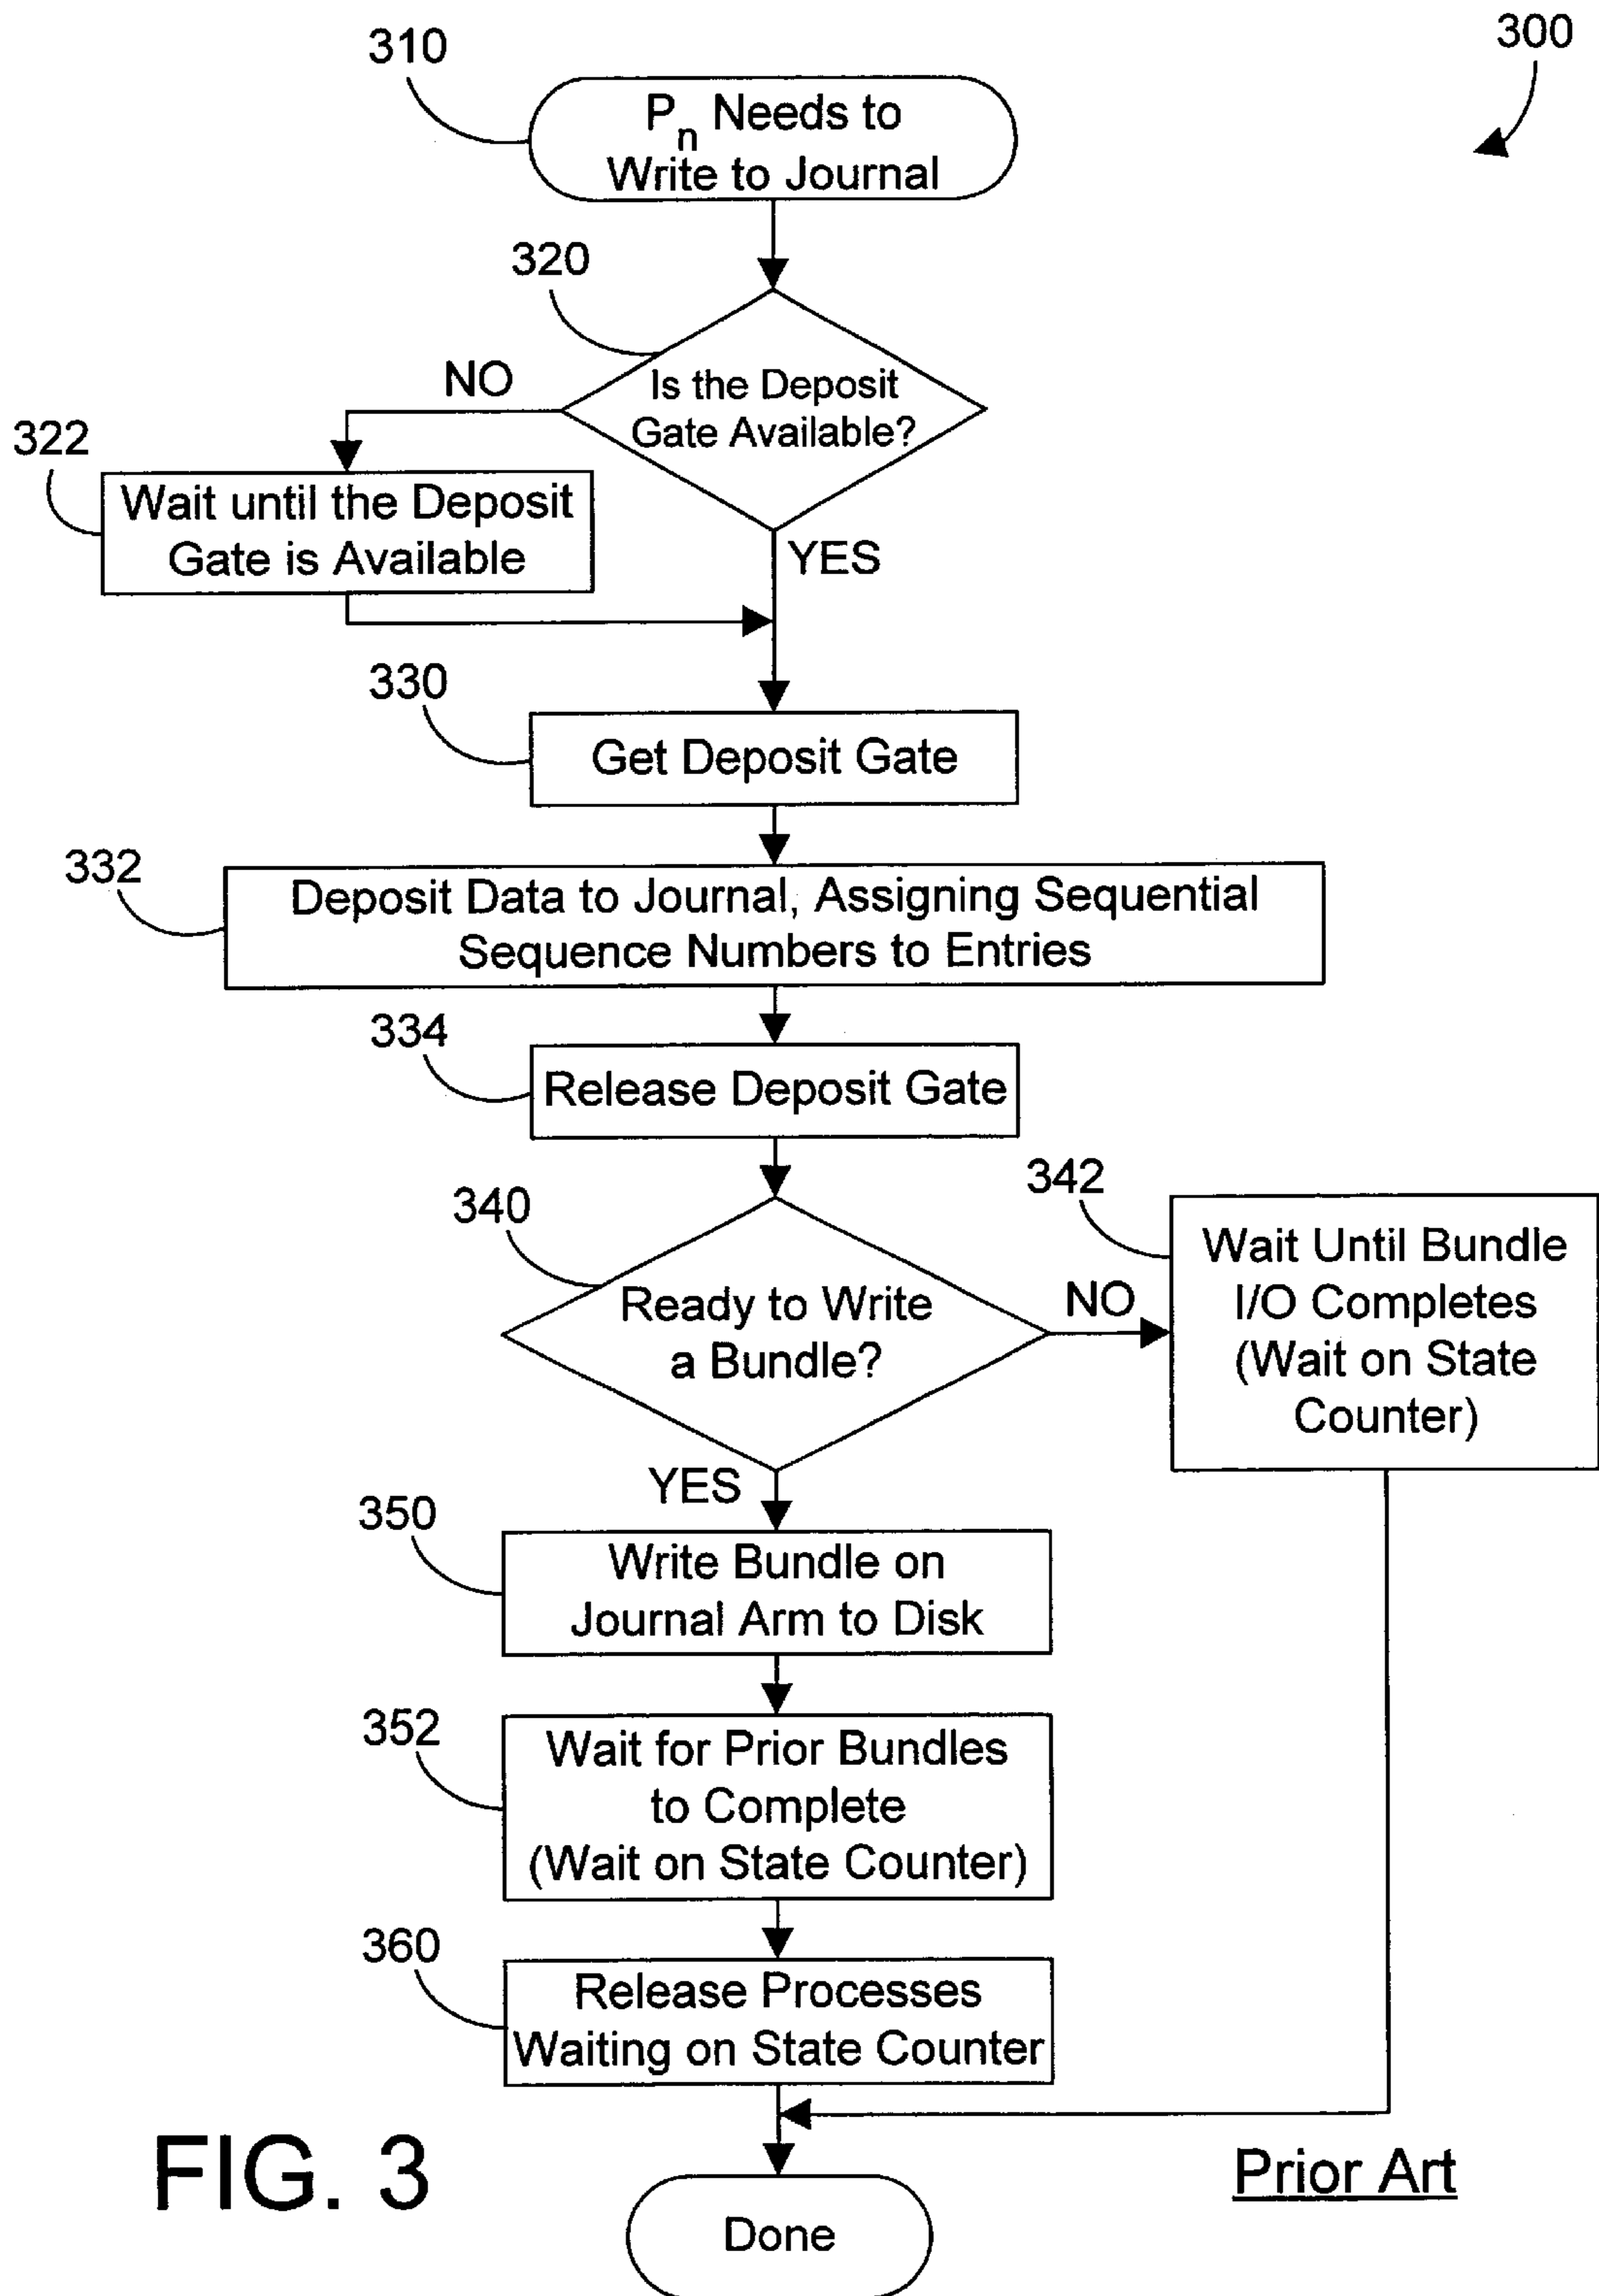 300
310
Pn Needs to
Write to Journal
320
Is the Deposit
Gate Available?
NO
322
Wait until the Deposit
Gate is Available
YES
330
Get Deposit Gate
332
Deposit Data to Journal, Assigning Sequential
Sequence Numbers to Entries
334
Release Deposit Gate
340
Ready to Write
a Bundle?
NO
342
Wait Until Bundle
I/O Completes
(Wait on State
Counter)
YES
350
Write Bundle on
Journal Arm to Disk
352
Wait for Prior Bundles
to Complete
(Wait on State Counter)
360
Release Processes
Waiting on State Counter
Done
FIG. 3
Prior Art